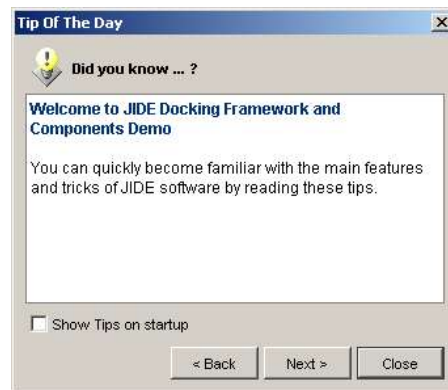 Tip Of The Day
Did you know ... ?
Welcome to JIDE Docking Framework and
Components Demo
You can quickly become familiar with the main features
and tricks of JIDE software by reading these tips.
Show Tips on startup
< Back
Next >
Close